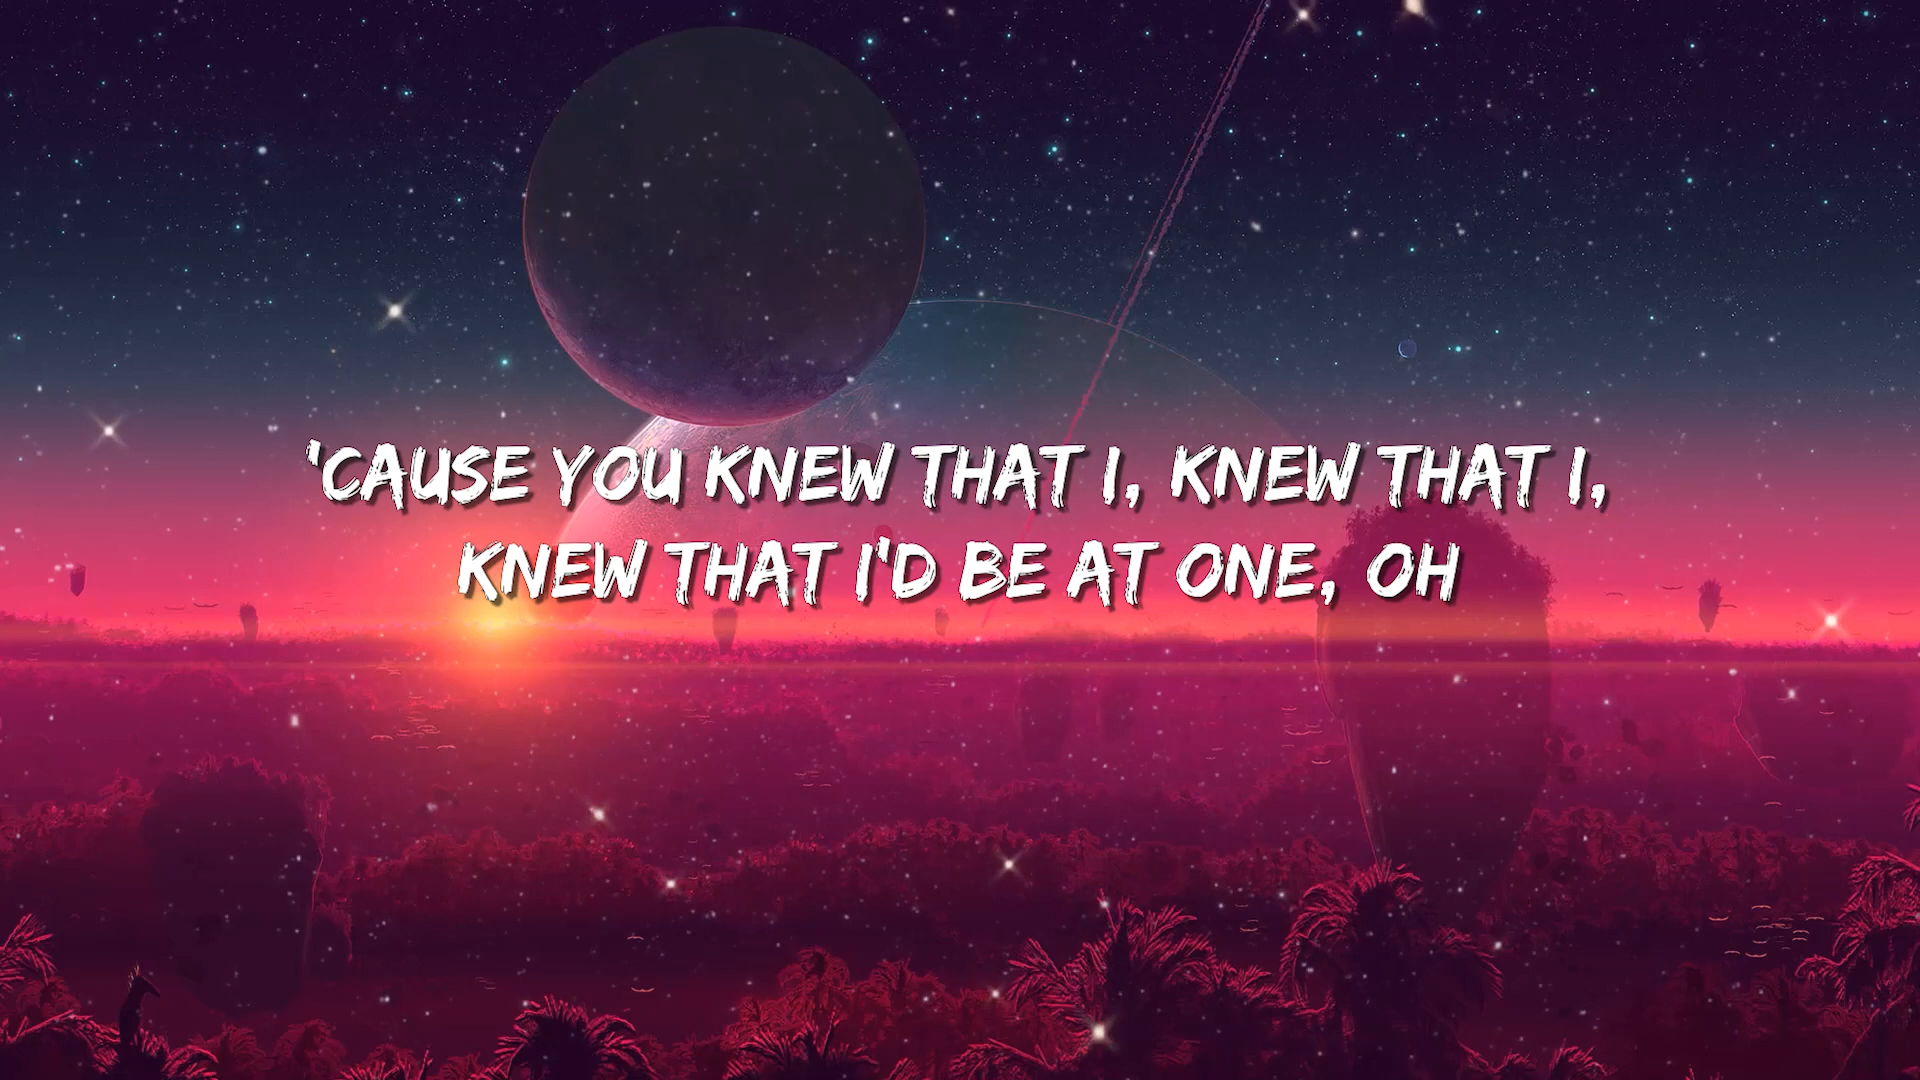 'CAUSE YOU KNEW THAT I, KNEW THAT I,
KNEW THAT I'D BE AT ONE, OH